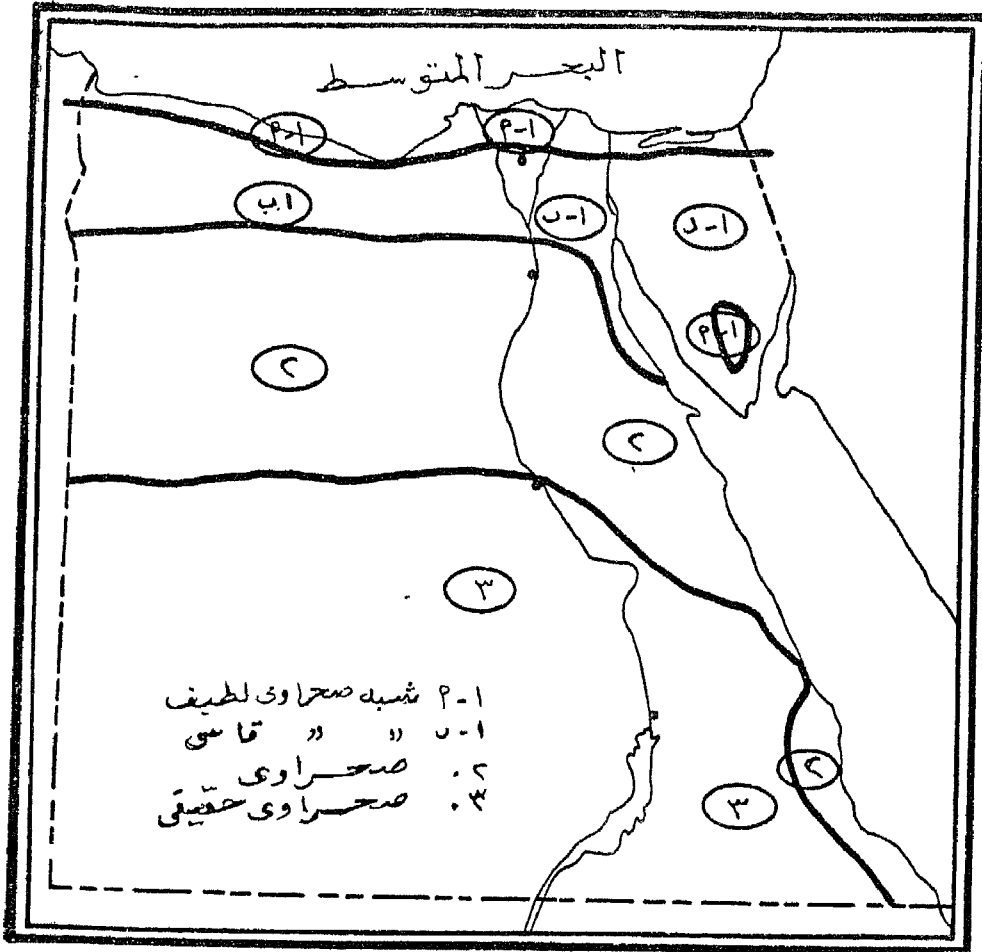 البحر المتوسط
١-م
١-م
١.ب
١-ب
١-ب
١-م
٢
٢
٣
٢
٣
١-م شبه صحراوى لطيف
١-ب " " قاسى
٢. صحراوى
٣. صحراوى حقيقى